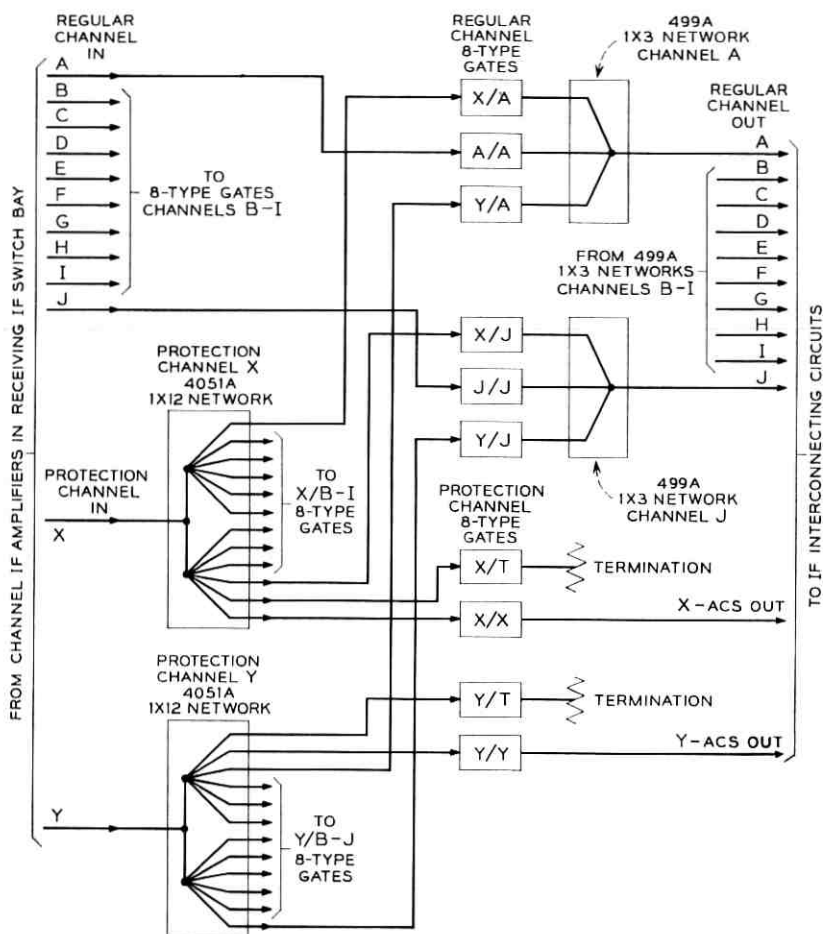 REGULAR
CHANNEL
IN
A
B
C
D
E
F
G
H
I
J
TO
8-TYPE GATES
CHANNELS B-I
FROM CHANNEL IF AMPLIFIERS IN RECEIVING IF SWITCH BAY
REGULAR
CHANNEL
8-TYPE
GATES
X/A
A/A
Y/A
499A
1X3 NETWORK
CHANNEL A
REGULAR
CHANNEL
OUT
A
B
C
D
E
F
G
H
I
J
FROM 499A
1X3 NETWORKS
CHANNELS B-I
X/J
J/J
Y/J
499A
1X3 NETWORK
CHANNEL J
TO IF INTERCONNECTING CIRCUITS
PROTECTION
CHANNEL X
4051A
1X12 NETWORK
PROTECTION
CHANNEL
IN
X
TO
X/B-I
8-TYPE
GATES
PROTECTION
CHANNEL
8-TYPE
GATES
X/T
TERMINATION
X/X
X-ACS OUT
PROTECTION
CHANNEL Y
4051A
1X12 NETWORK
Y/T
TERMINATION
Y/Y
Y-ACS OUT
Y
TO
Y/B-J
8-TYPE
GATES